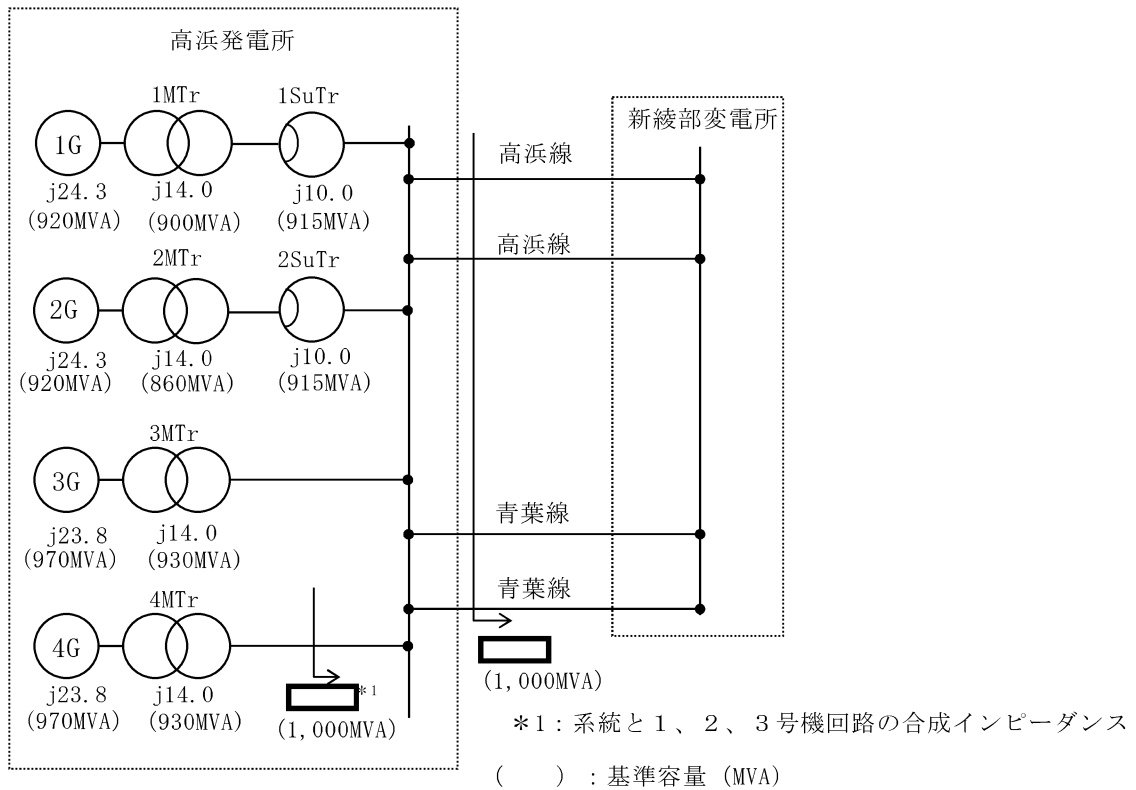 高浜発電所
1MTr
1SuTr
1G
j24.3
j14.0
j10.0
(920MVA)
(900MVA)
(915MVA)
2MTr
2SuTr
2G
j24.3
j14.0
j10.0
(920MVA)
(860MVA)
(915MVA)
3MTr
3G
j23.8
j14.0
(970MVA)
(930MVA)
4MTr
4G
j23.8
j14.0
(970MVA)
(930MVA)
*1
(1,000MVA)
高浜線
高浜線
青葉線
青葉線
(1,000MVA)
新綾部変電所
*1:系統と1、2、3号機回路の合成インピーダンス
(  ):基準容量 (MVA)